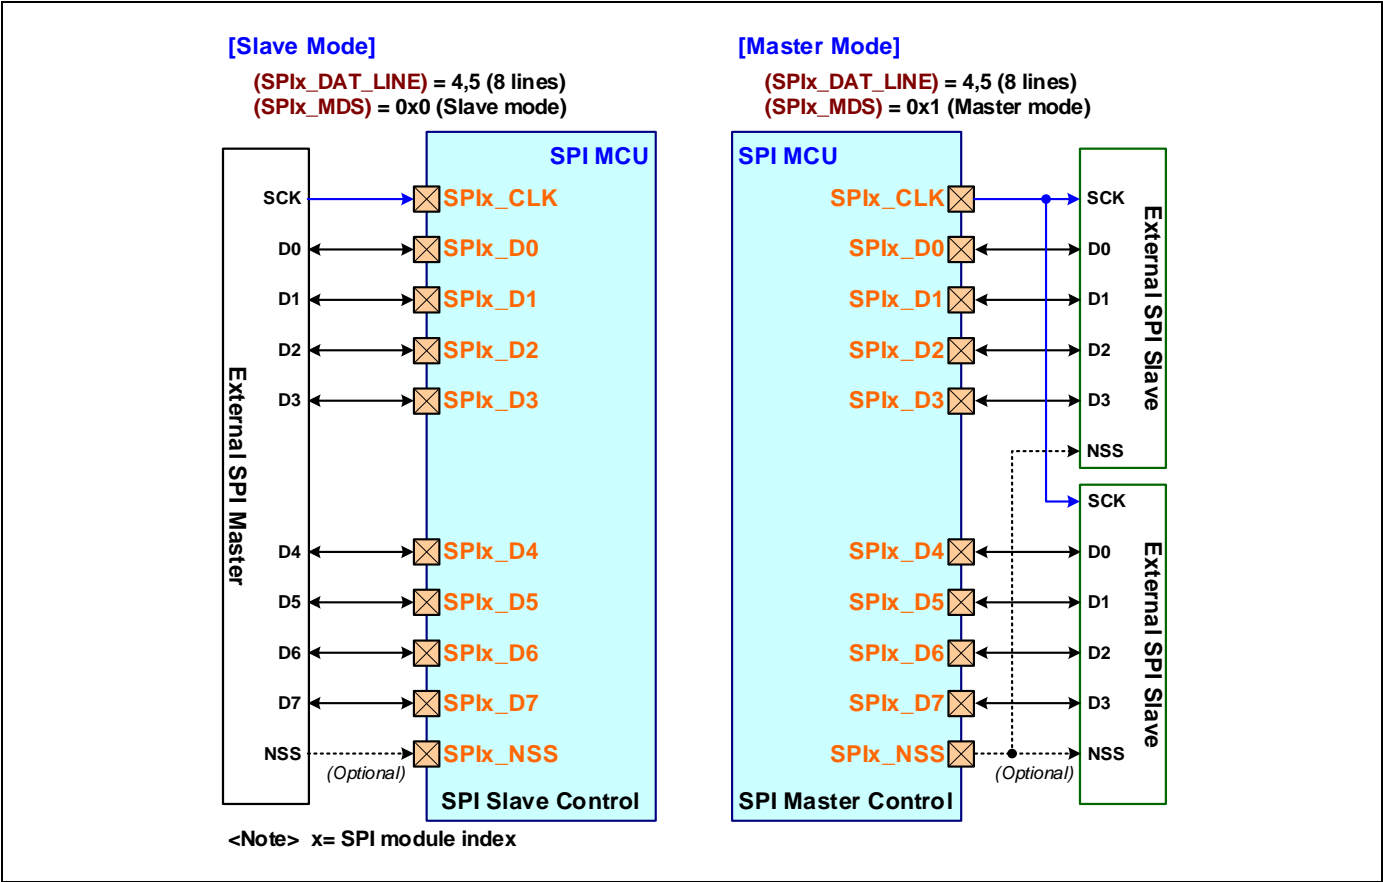 [Slave Mode]
(SPIx_DAT_LINE) = 4,5 (8 lines)
(SPIx_MDS) = 0x0 (Slave mode)
SPI MCU
External SPI Master
SCK
SPIx_CLK
D0
SPIx_D0
D1
SPIx_D1
D2
SPIx_D2
D3
SPIx_D3
D4
SPIx_D4
D5
SPIx_D5
D6
SPIx_D6
D7
SPIx_D7
NSS
(Optional)
SPIx_NSS
SPI Slave Control
[Master Mode]
(SPIx_DAT_LINE) = 4,5 (8 lines)
(SPIx_MDS) = 0x1 (Master mode)
SPI MCU
SPIx_CLK
SCK
SPIx_D0
D0
SPIx_D1
D1
SPIx_D2
D2
SPIx_D3
D3
NSS
External SPI Slave
SCK
SPIx_D4
D0
SPIx_D5
D1
SPIx_D6
D2
SPIx_D7
D3
SPIx_NSS
(Optional)
NSS
External SPI Slave
SPI Master Control
<Note> x= SPI module index